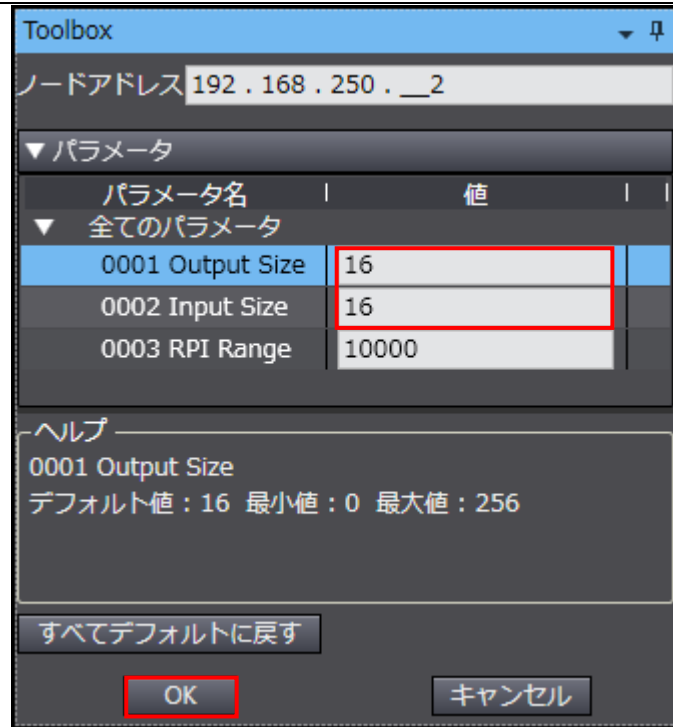 Toolbox
ノードアドレス 192 . 168 . 250 . __2
▼ パラメータ
パラメータ名 値
▼ 全てのパラメータ
0001 Output Size 16
0002 Input Size 16
0003 RPI Range 10000
ヘルプ
0001 Output Size
デフォルト値：16 最小値：0 最大値：256
すべてデフォルトに戻す
OK キャンセル